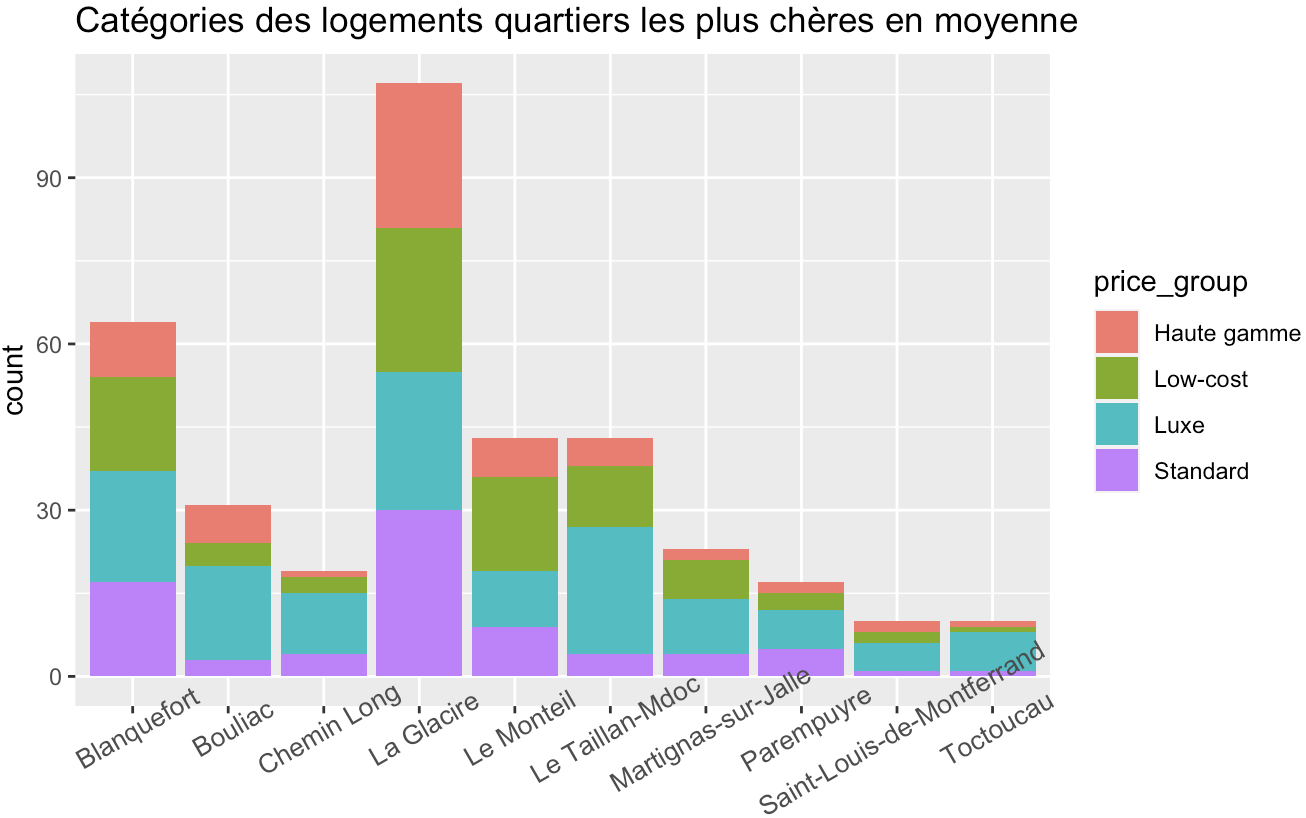 Catégories des logements quartiers les plus chères en moyenne
count
90
60
30
0
Blanquefort
Bouliac
Chemin Long
La Glacire
Le Monteil
Le Taillan-Mdoc
Martignas-sur-Jalle
Parempuyre
Saint-Louis-de-Montferrand
Toctoucau
price_group
Haute gamme
Low-cost
Luxe
Standard